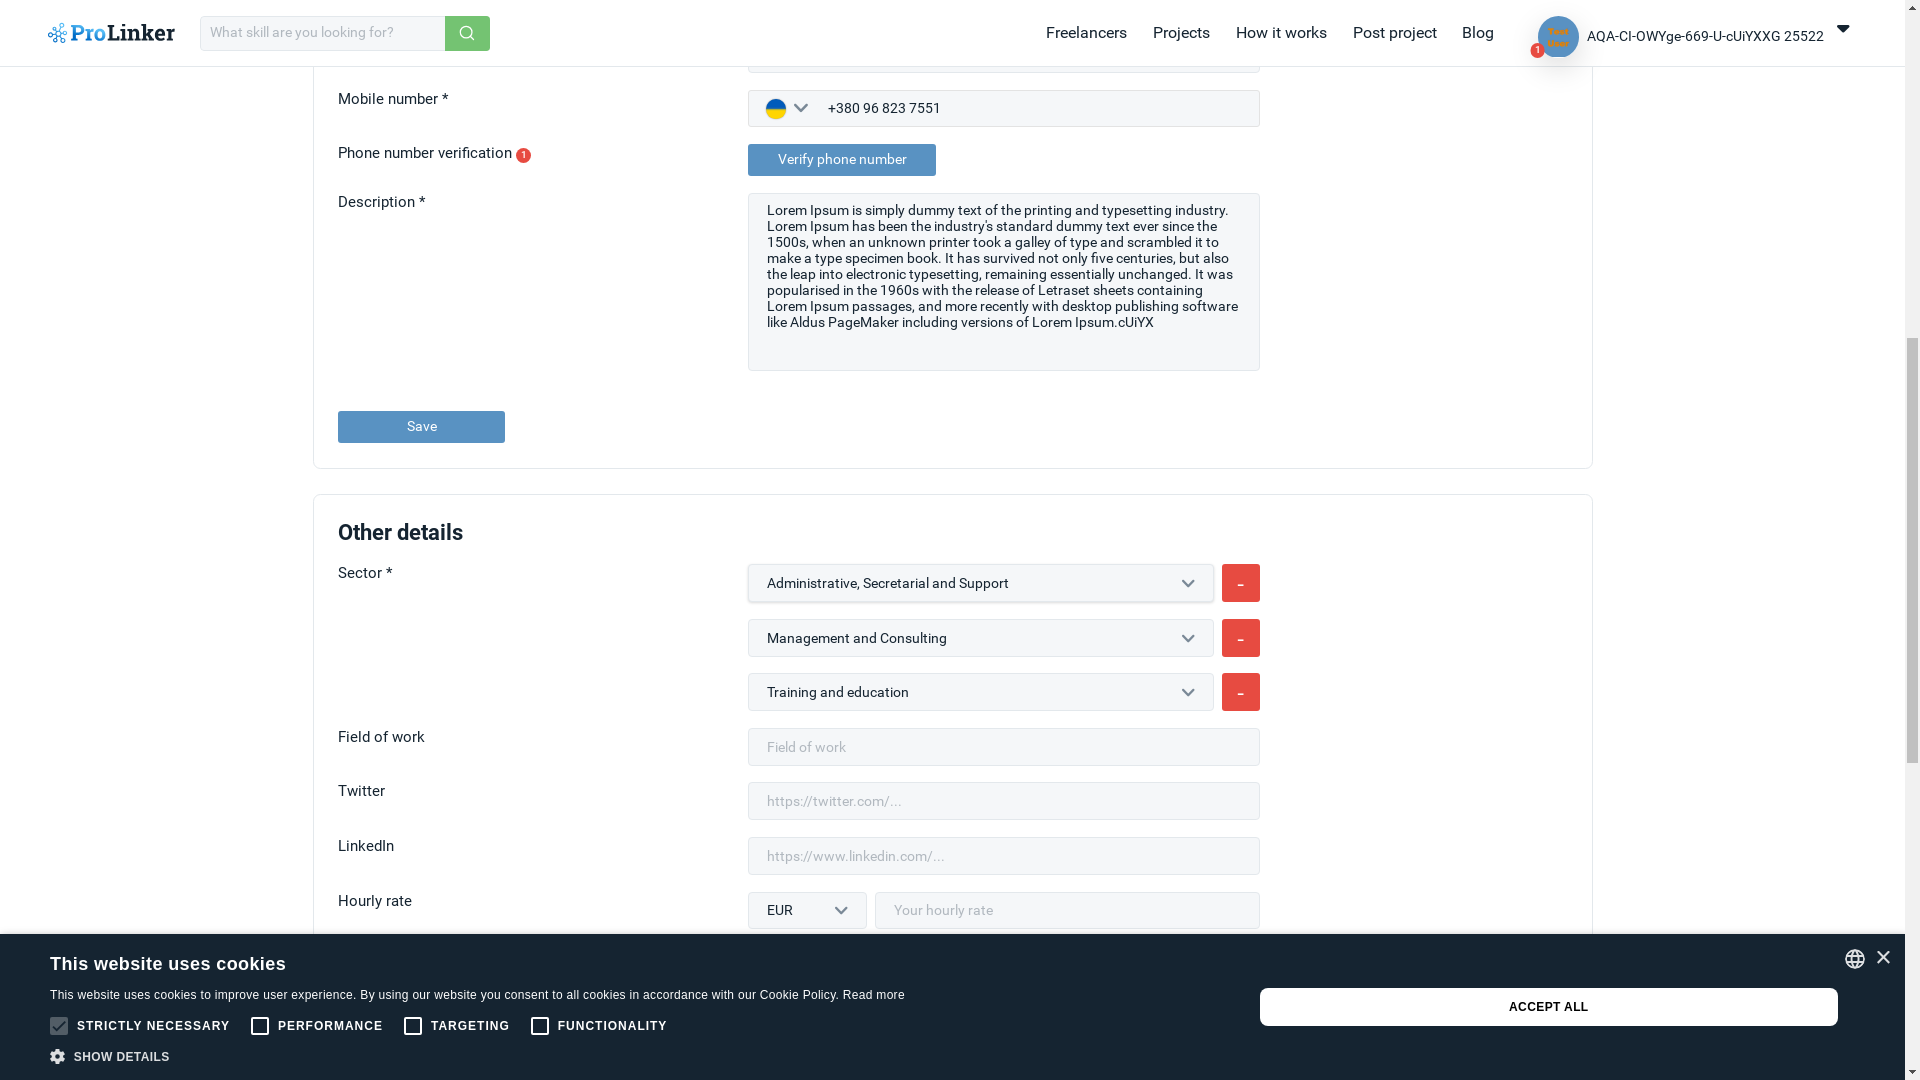 ProLinker
What skill are you looking for?
Freelancers
Projects
How it works
Post project
Blog
Test User
1
AQA-CI-OWYge-669-U-cUiYXXG 25522
Mobile number *
+380 96 823 7551
Phone number verification 1
Verify phone number
Description *
Lorem Ipsum is simply dummy text of the printing and typesetting industry.
Lorem Ipsum has been the industry's standard dummy text ever since the
1500s, when an unknown printer took a galley of type and scrambled it to
make a type specimen book. It has survived not only five centuries, but also
the leap into electronic typesetting, remaining essentially unchanged. It was
popularised in the 1960s with the release of Letraset sheets containing
Lorem Ipsum passages, and more recently with desktop publishing software
like Aldus PageMaker including versions of Lorem Ipsum.cUiYX
Save
Other details
Sector *
Administrative, Secretarial and Support
-
Management and Consulting
-
Training and education
-
Field of work
Field of work
Twitter
https://twitter.com/...
LinkedIn
https://www.linkedin.com/...
Hourly rate
EUR
Your hourly rate
This website uses cookies
This website uses cookies to improve user experience. By using our website you consent to all cookies in accordance with our Cookie Policy. Read more
STRICTLY NECESSARY
PERFORMANCE
TARGETING
FUNCTIONALITY
SHOW DETAILS
ACCEPT ALL
×